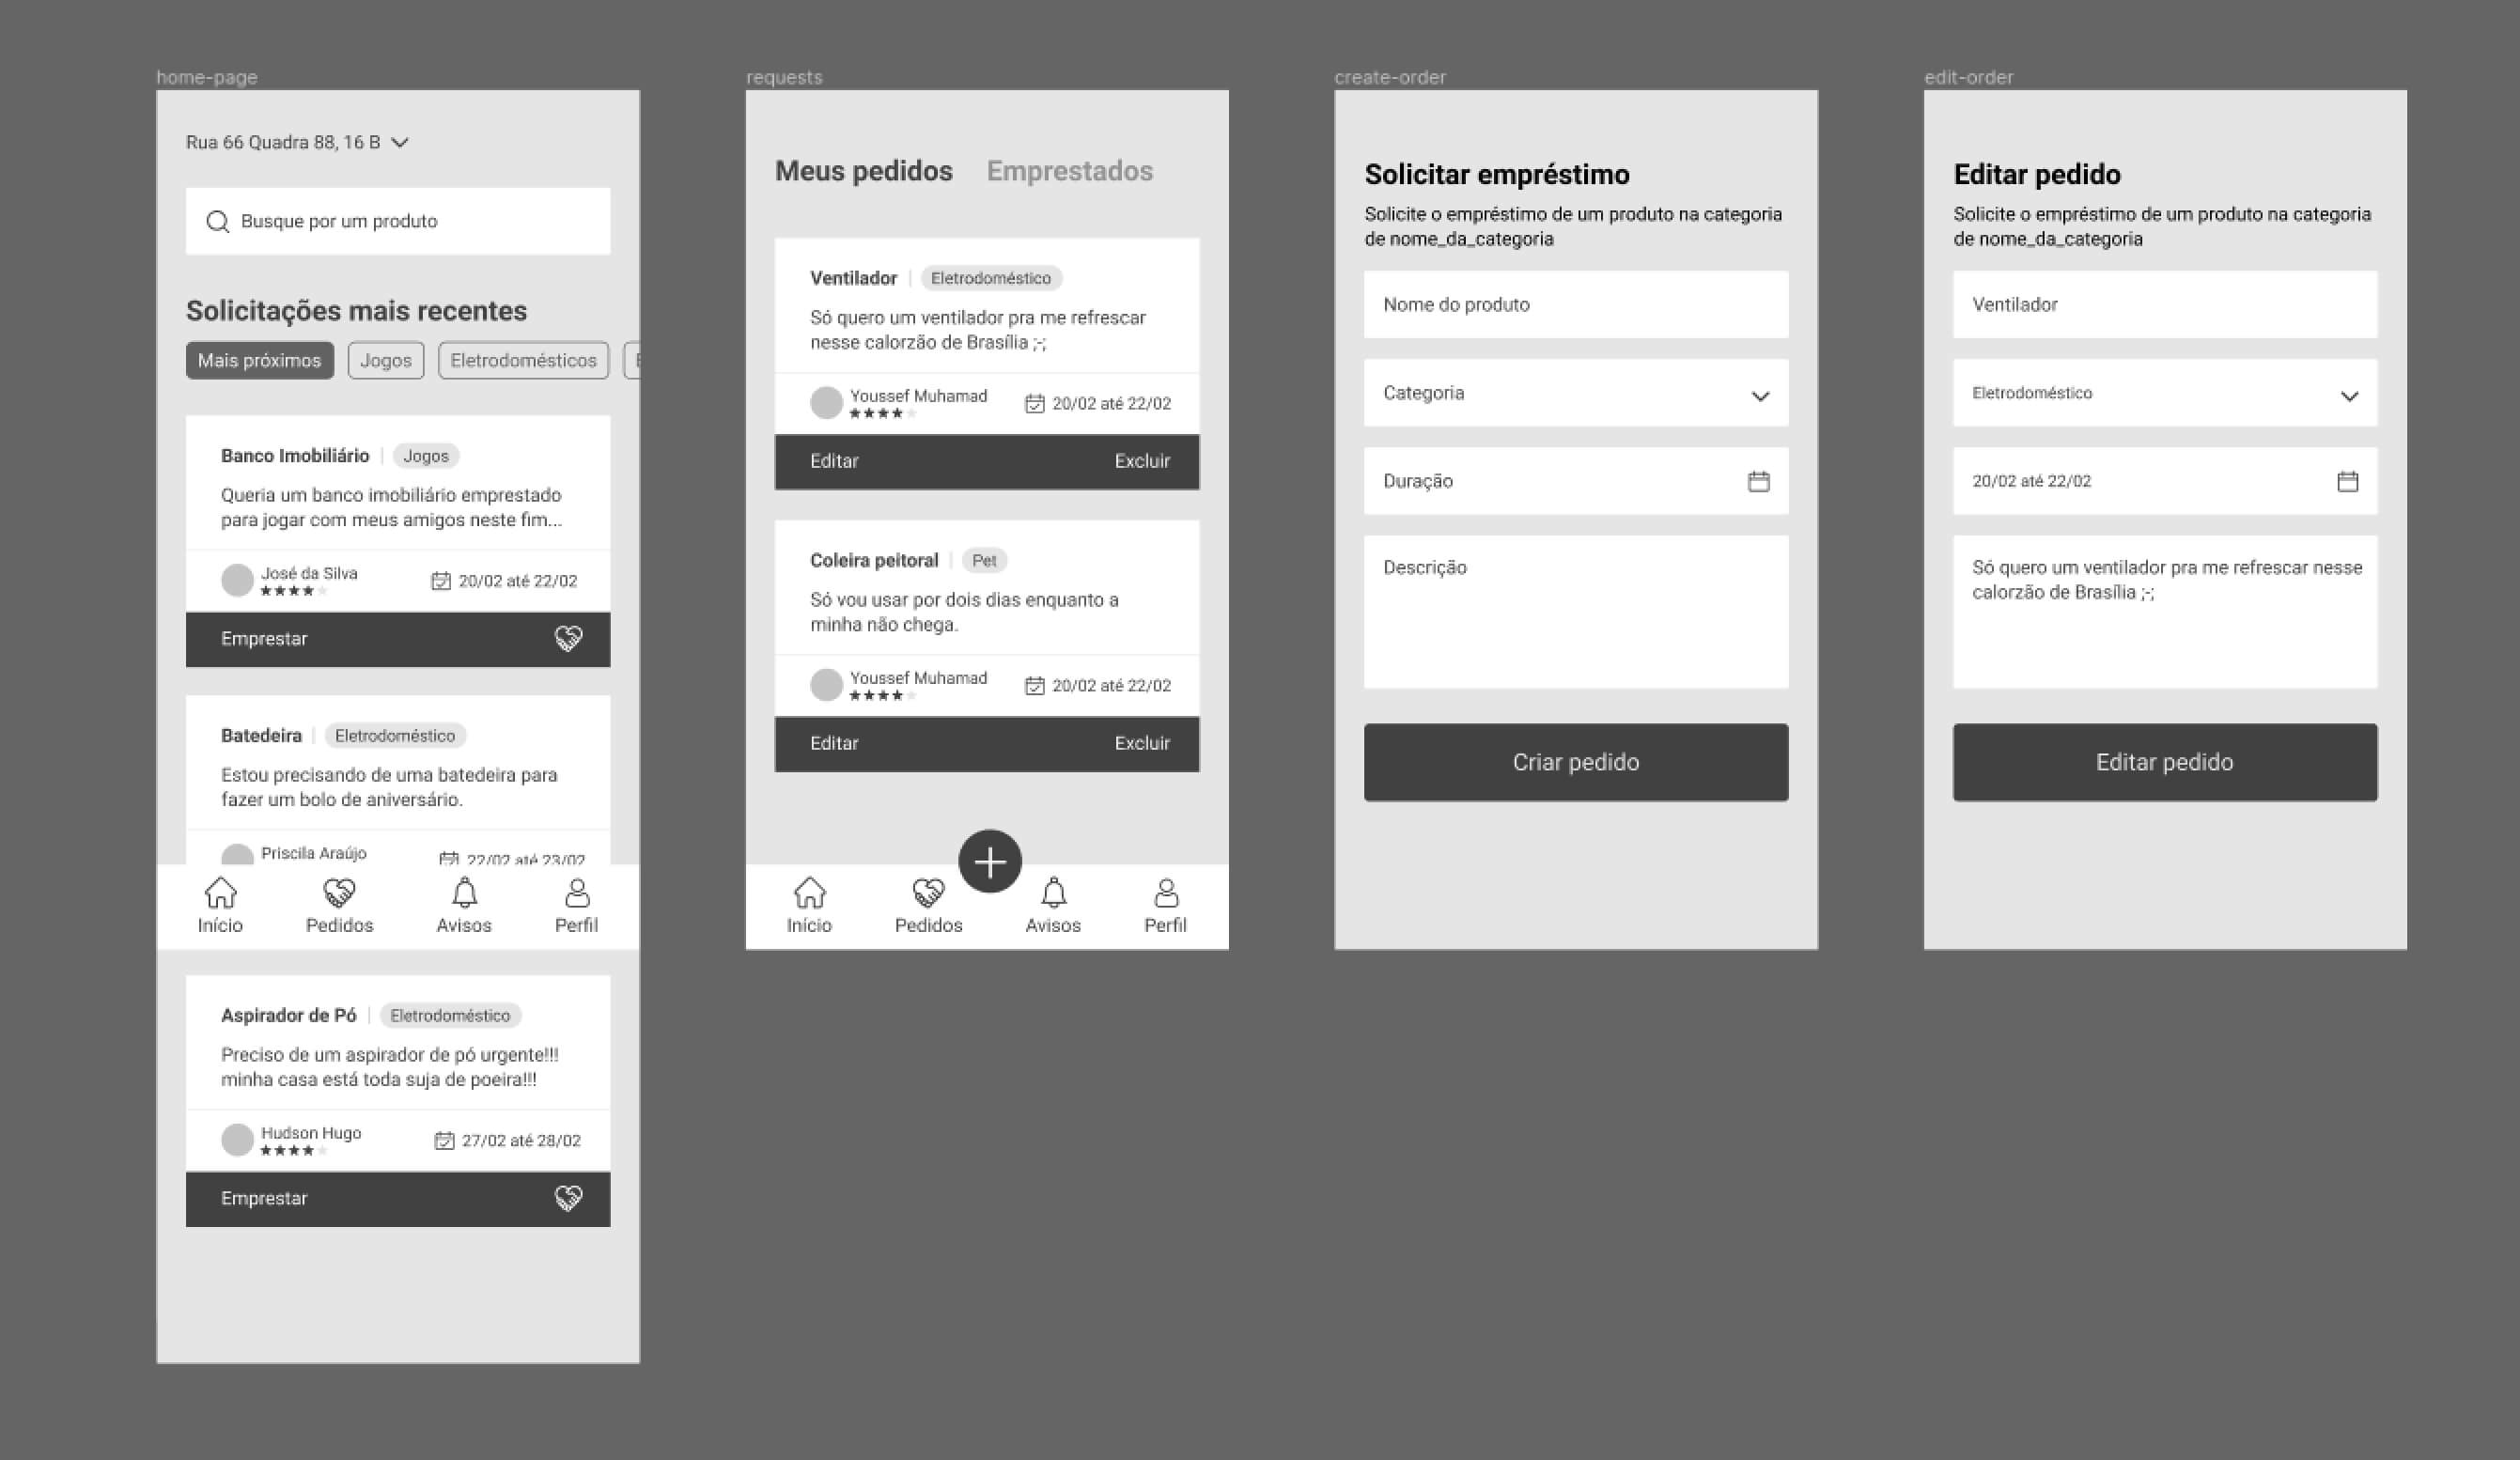 home-page
Rua 66 Quadra 88, 16 B
Busque por um produto
Solicitações mais recentes
Mais próximos
Jogos
Eletrodomésticos
Banco Imobiliário
Jogos
Queria um banco imobiliário emprestado
para jogar com meus amigos neste fim...
José da Silva
20/02 até 22/02
Emprestar
Batedeira
Eletrodoméstico
Estou precisando de uma batedeira para
fazer um bolo de aniversário.
Priscila Araújo
22/02 até 23/02
Início
Pedidos
Avisos
Perfil
Aspirador de Pó
Eletrodoméstico
Preciso de um aspirador de pó urgente!!!
minha casa está toda suja de poeira!!!
Hudson Hugo
27/02 até 28/02
Emprestar
requests
Meus pedidos
Emprestados
Ventilador
Eletrodoméstico
Só quero um ventilador pra me refrescar
nesse calorzão de Brasília ;-;
Youssef Muhamad
20/02 até 22/02
Editar
Excluir
Coleira peitoral
Pet
Só vou usar por dois dias enquanto a
minha não chega.
Youssef Muhamad
20/02 até 22/02
Editar
Excluir
Início
Pedidos
Avisos
Perfil
create-order
Solicitar empréstimo
Solicite o empréstimo de um produto na categoria
de nome_da_categoria
Nome do produto
Categoria
Duração
Descrição
Criar pedido
edit-order
Editar pedido
Solicite o empréstimo de um produto na categoria
de nome_da_categoria
Ventilador
Eletrodoméstico
20/02 até 22/02
Só quero um ventilador pra me refrescar nesse
calorzão de Brasília ;-;
Editar pedido